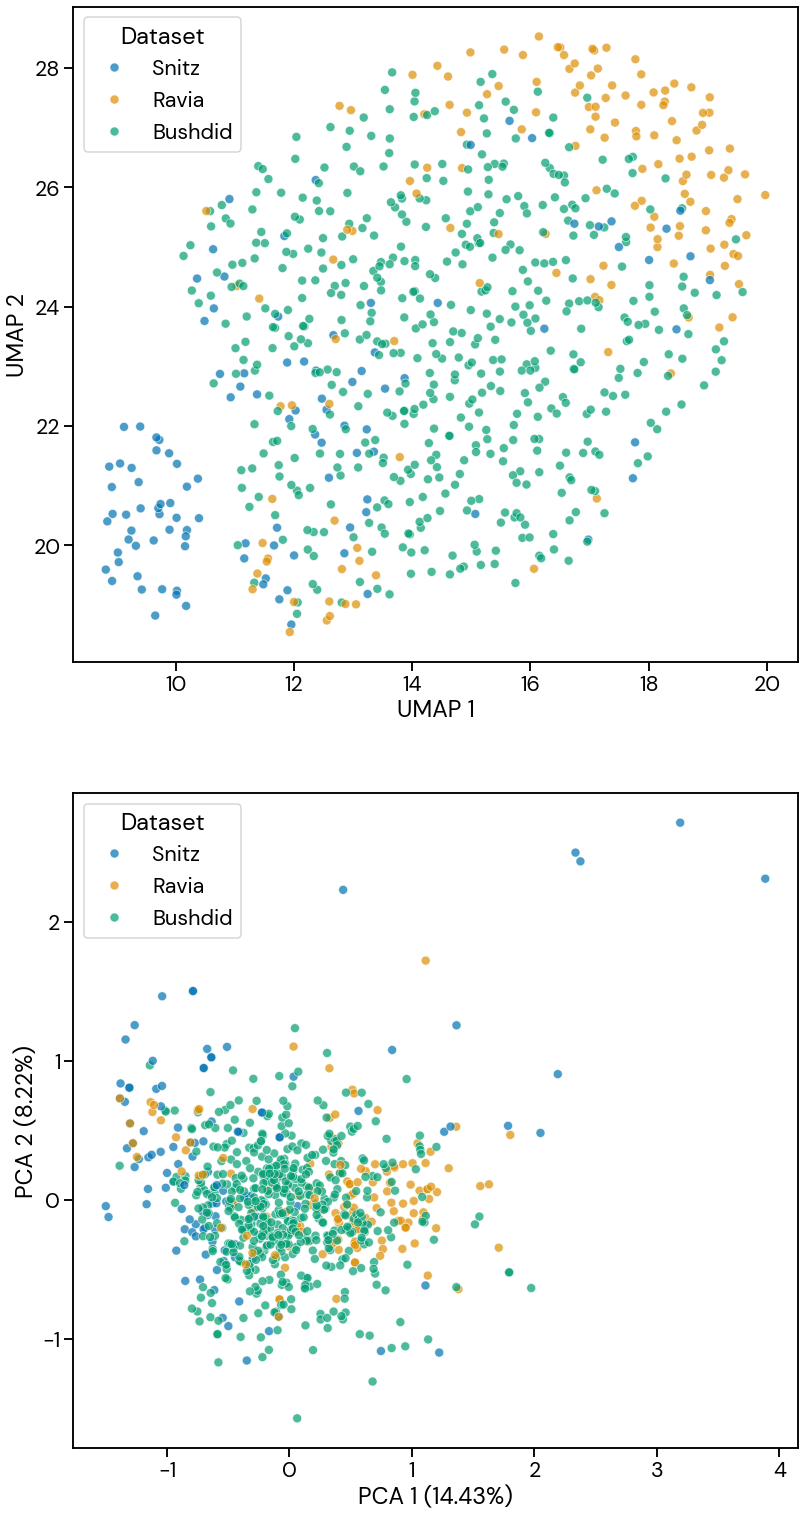 Dataset
Snitz
Ravia
Bushdid
28
26
24
22
20
UMAP 2
10 12 14 16 18 20
UMAP 1
Dataset
Snitz
Ravia
Bushdid
2
1
0
−1
PCA 2 (8.22%)
−1 0 1 2 3 4
PCA 1 (14.43%)